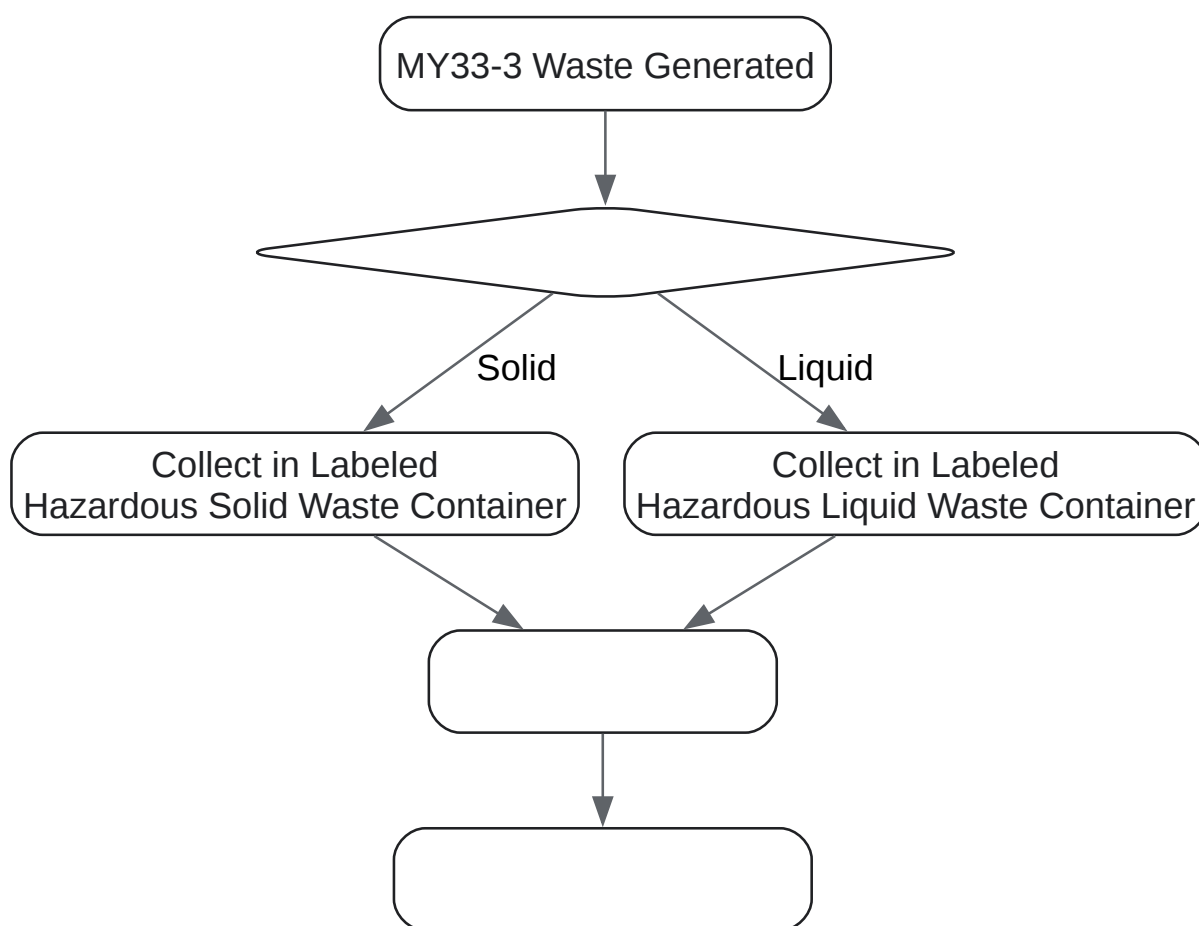 MY33-3 Waste Generated
Solid
Liquid
Collect in Labeled
Hazardous Solid Waste Container
Collect in Labeled
Hazardous Liquid Waste Container